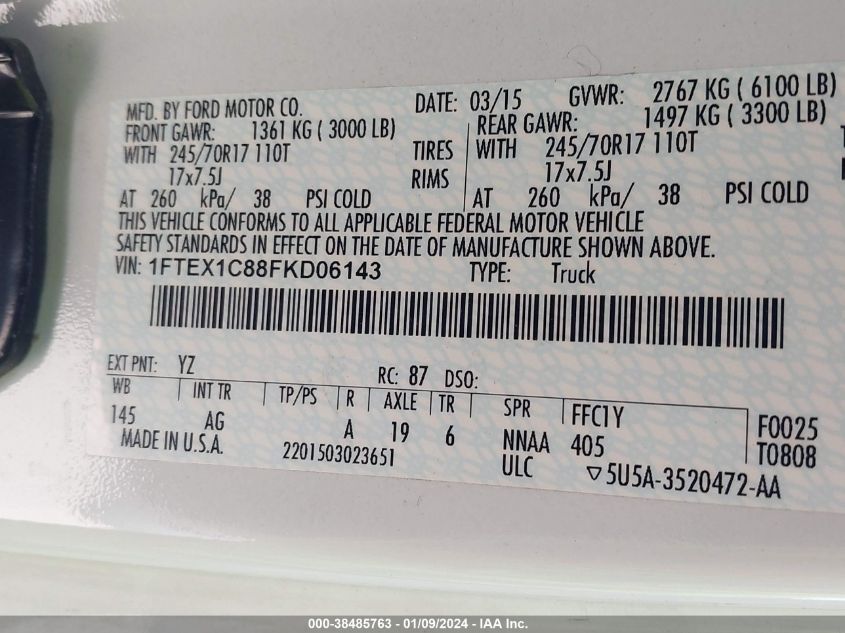 MFD. BY FORD MOTOR CO. DATE: 03/15 GVWR: 2767 KG ( 6100 LB)
FRONT GAWR: 1361 KG ( 3000 LB) REAR GAWR: 1497 KG ( 3300 LB)
WITH 245/70R17 110T TIRES WITH 245/70R17 110T
17x7.5J RIMS 17x7.5J
AT 260 kPa/ 38 PSI COLD AT 260 kPa/ 38 PSI COLD
THIS VEHICLE CONFORMS TO ALL APPLICABLE FEDERAL MOTOR VEHICLE
SAFETY STANDARDS IN EFFECT ON THE DATE OF MANUFACTURE SHOWN ABOVE.
VIN: 1FTEX1C88FKD06143 TYPE: Truck
EXT PNT: YZ RC: 87 DSO:
WB INT TR TP/PS R AXLE TR SPR FFC1Y F0025
145 AG A 19 6 NNAA 405 T0808
MADE IN U.S.A. 2201503023651 ULC ▽5U5A-3520472-AA
000-38485763 - 01/09/2024 - IAA Inc.